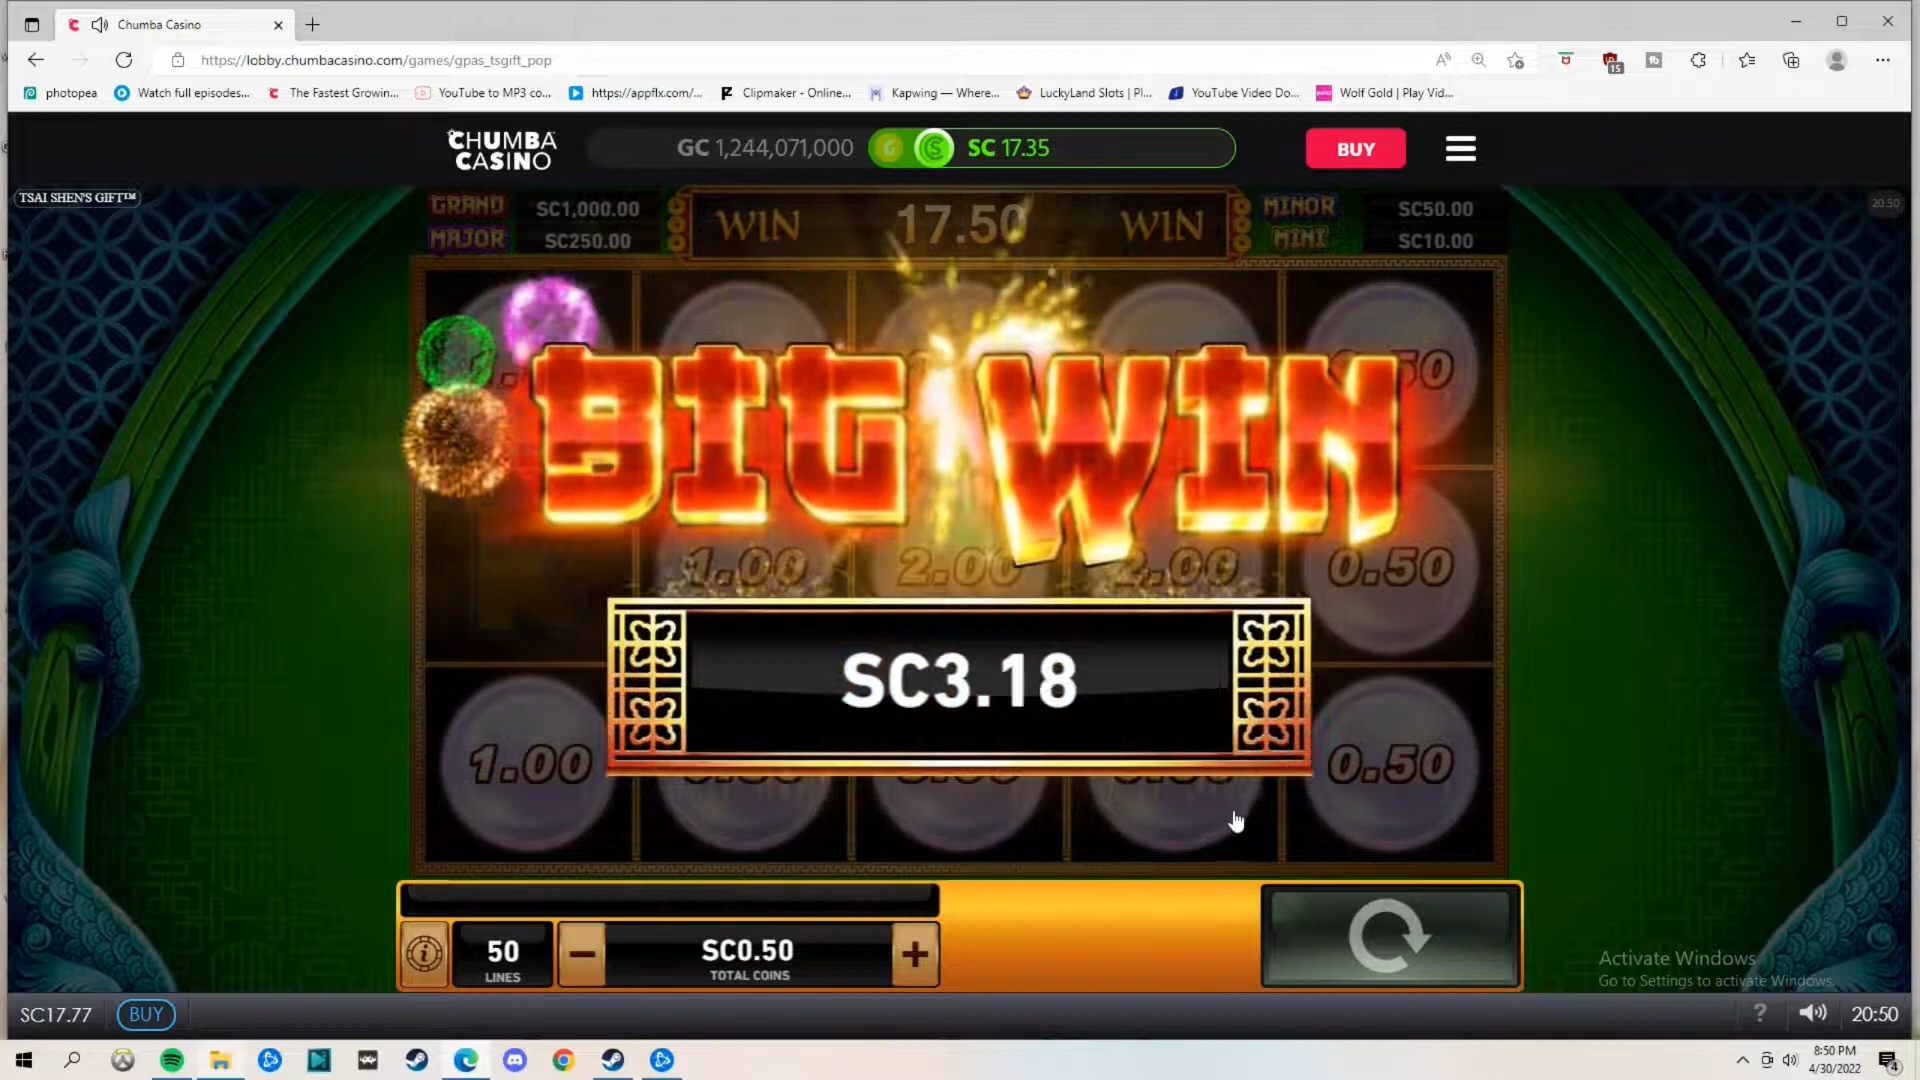 Chumba Casino
https://lobby.chumbacasino.com/games/gpas_tsgift_pop
15
photopea
Watch full episodes...
The Fastest Growin...
YouTube to MP3 co...
https://appflx.com/...
Clipmaker - Online...
Kapwing — Where...
LuckyLand Slots | Pl...
YouTube Video Do...
Wolf Gold | Play Vid...
CHUMBA CASINO
GC 1,244,071,000
SC 17.35
BUY
TSAI SHEN'S GIFT™
20:50
GRAND SC1,000.00
MAJOR SC250.00
WIN 17.50 WIN
MINOR SC50.00
MINI SC10.00
BIG WIN
1.00 2.00 2.00 0.50
SC3.18
1.00 0.50
50
LINES
SC0.50
TOTAL COINS
Activate Windows
Go to Settings to activate Windows.
SC17.77
BUY
20:50
8:50 PM
4/30/2022
4